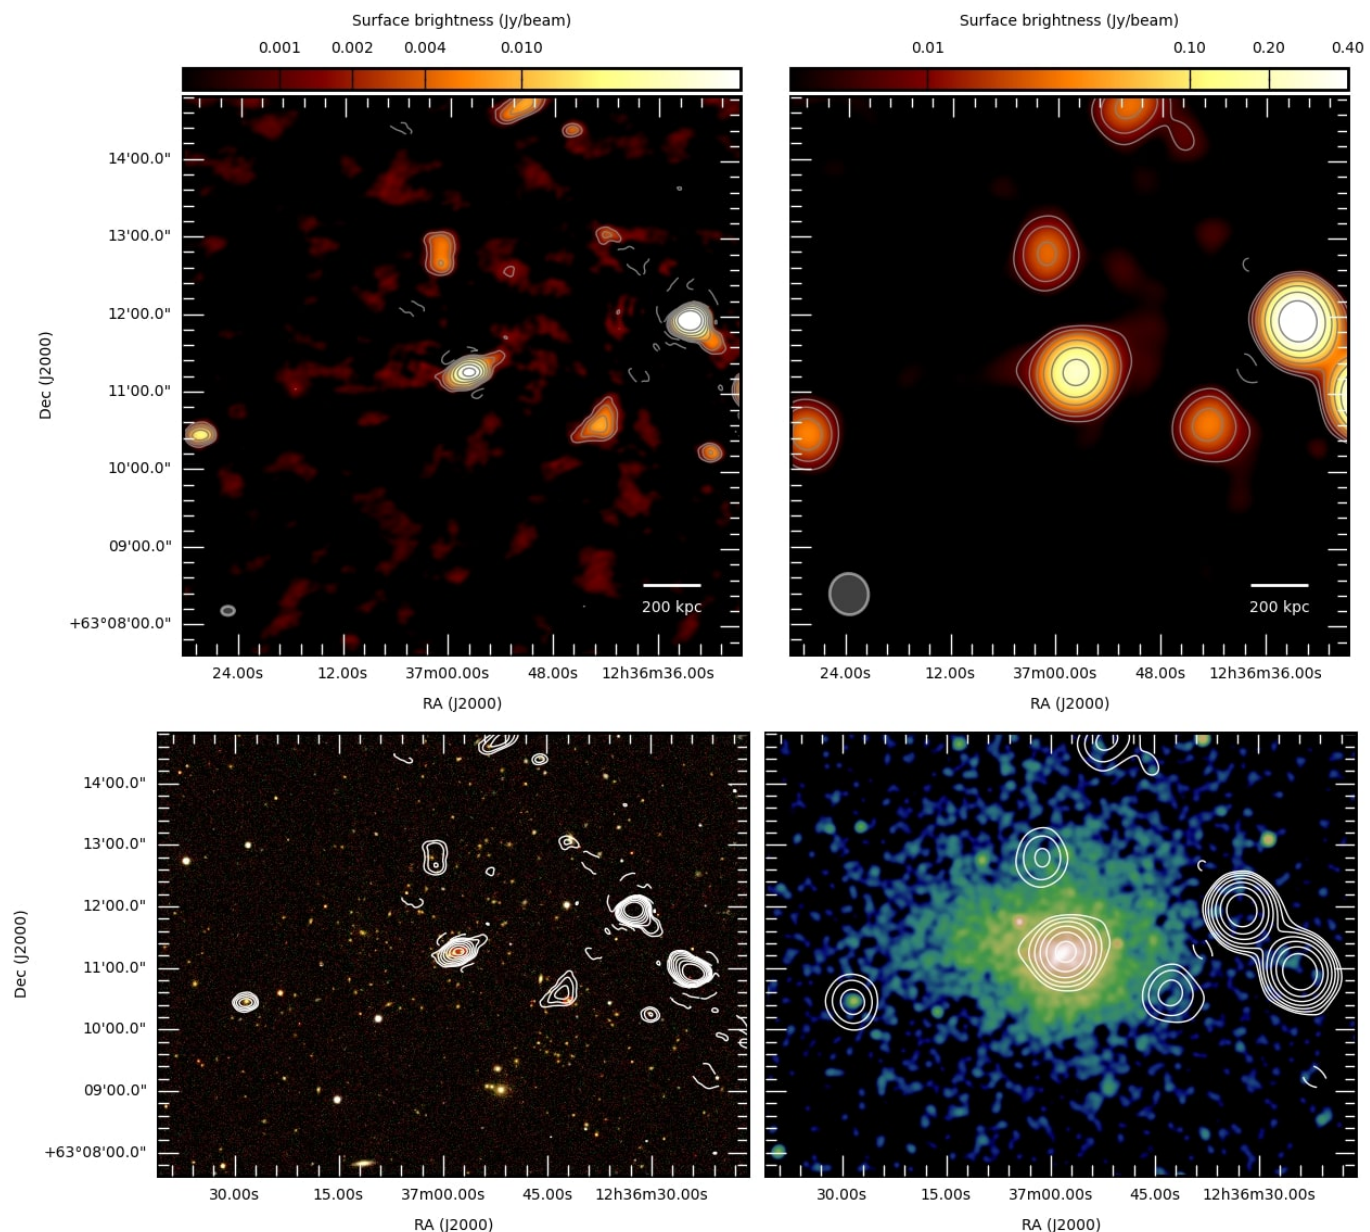 Surface brightness (Jy/beam)
0.001 0.002 0.004 0.010
Surface brightness (Jy/beam)
0.01 0.10 0.20 0.40
14'00.0"
13'00.0"
12'00.0"
11'00.0"
10'00.0"
09'00.0"
+63°08'00.0"
Dec (J2000)
200 kpc
24.00s 12.00s 37m00.00s 48.00s 12h36m36.00s
RA (J2000)
200 kpc
24.00s 12.00s 37m00.00s 48.00s 12h36m36.00s
RA (J2000)
14'00.0"
13'00.0"
12'00.0"
11'00.0"
10'00.0"
09'00.0"
+63°08'00.0"
Dec (J2000)
30.00s 15.00s 37m00.00s 45.00s 12h36m30.00s
RA (J2000)
30.00s 15.00s 37m00.00s 45.00s 12h36m30.00s
RA (J2000)